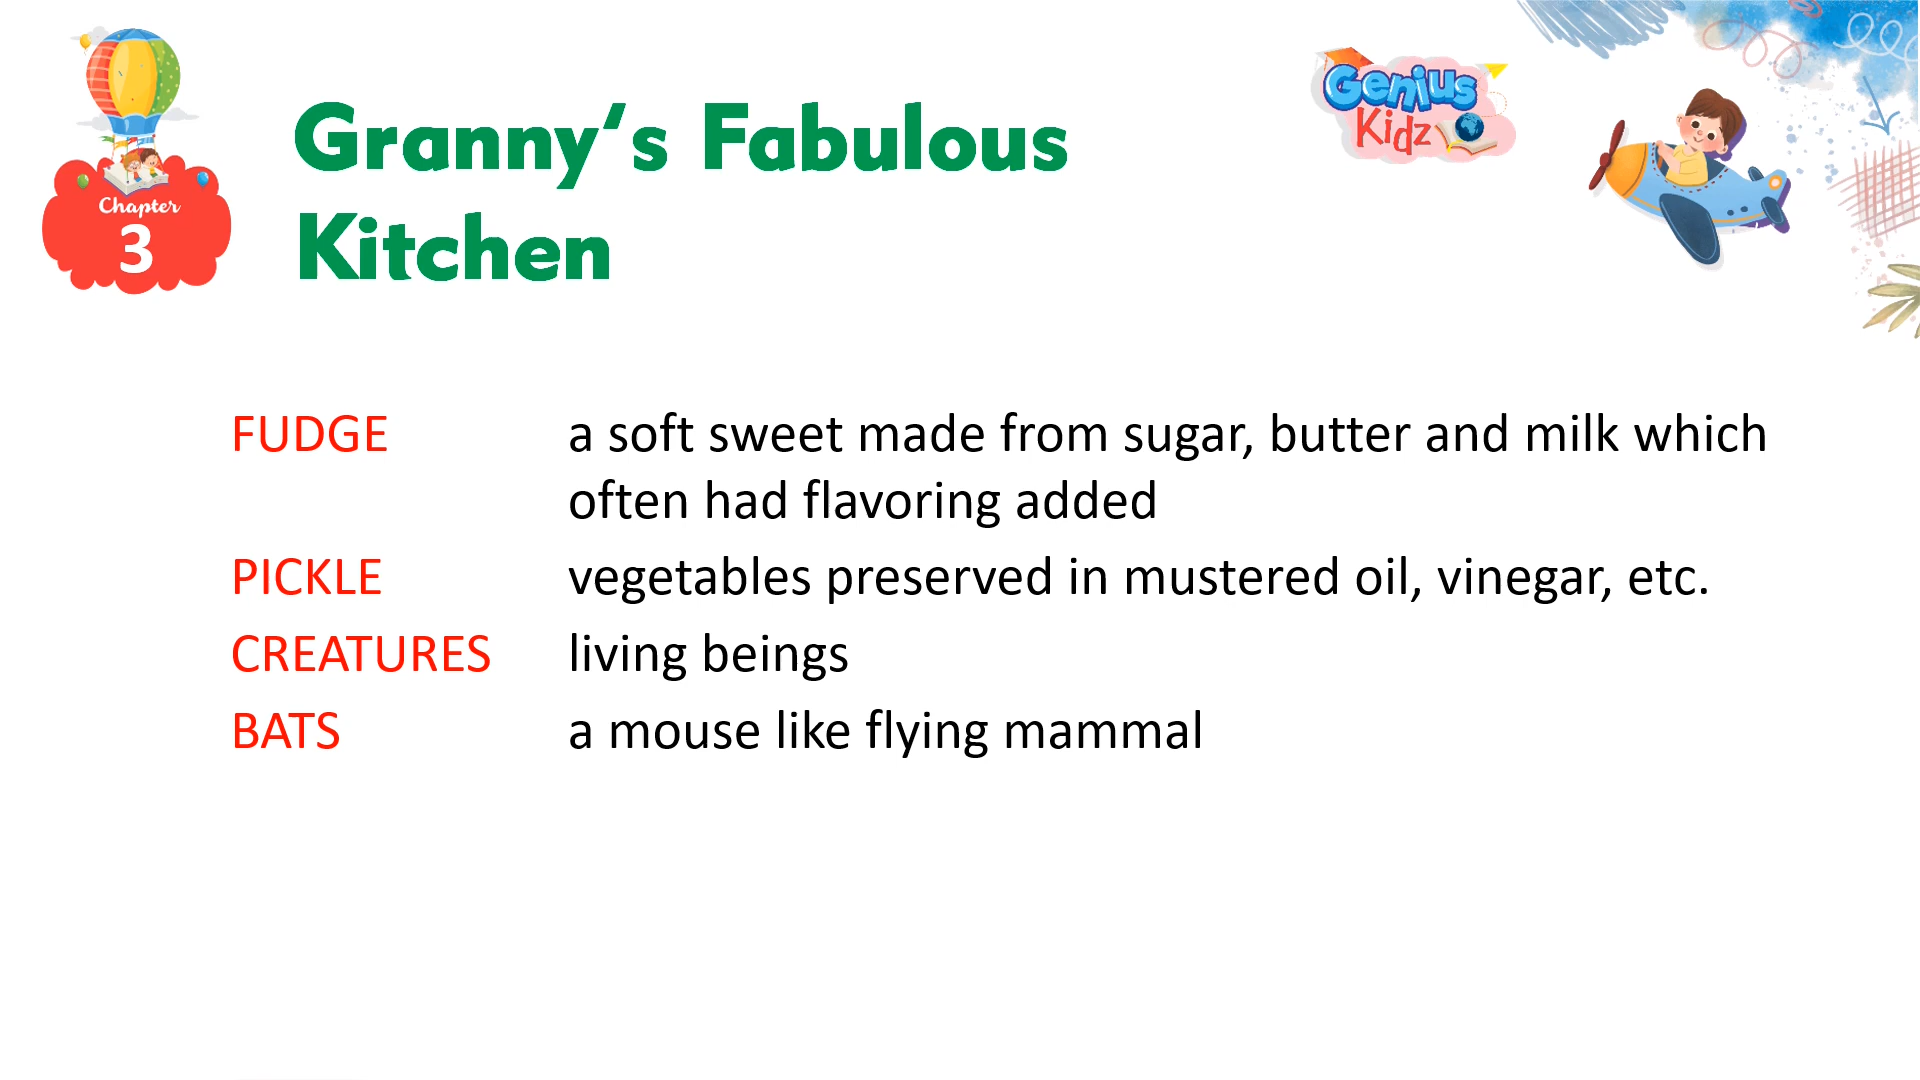 Chapter
3
Granny‘s Fabulous
Kitchen
Genius
Kidz
FUDGE a soft sweet made from sugar, butter and milk which
often had flavoring added
PICKLE vegetables preserved in mustered oil, vinegar, etc.
CREATURES living beings
BATS a mouse like flying mammal